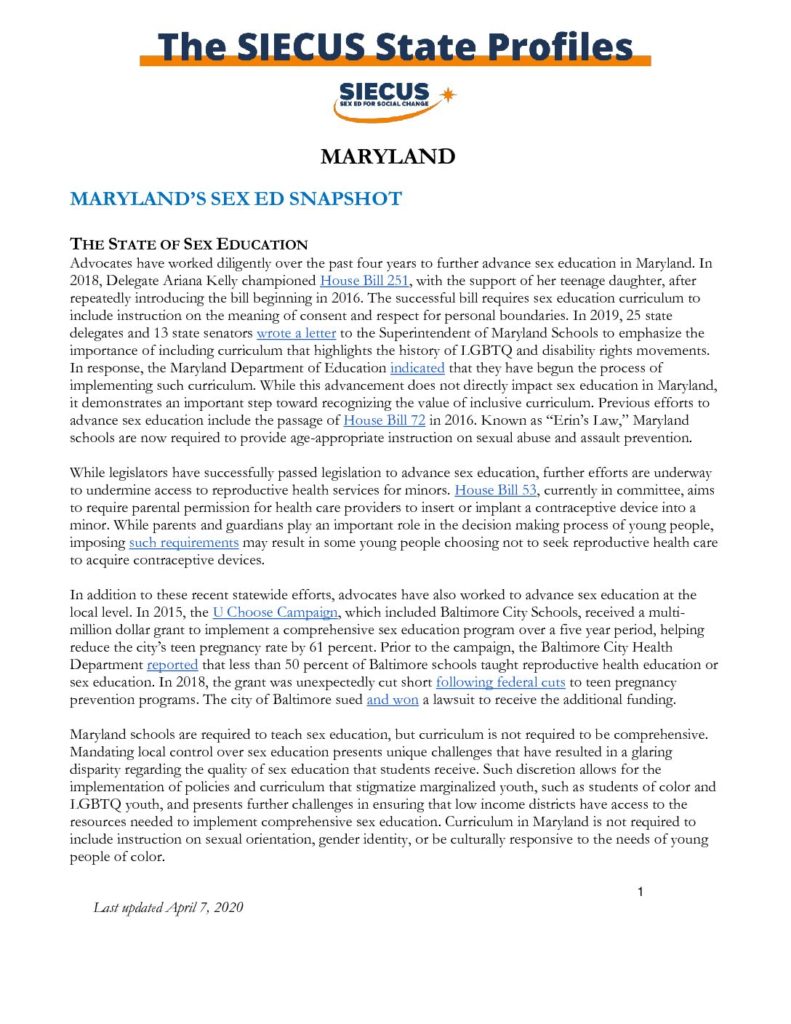 The SIECUS State Profiles
SIECUS
SEX ED FOR SOCIAL CHANGE
MARYLAND
MARYLAND'S SEX ED SNAPSHOT
THE STATE OF SEX EDUCATION
Advocates have worked diligently over the past four years to further advance sex education in Maryland. In
2018, Delegate Ariana Kelly championed House Bill 251, with the support of her teenage daughter, after
repeatedly introducing the bill beginning in 2016. The successful bill requires sex education curriculum to
include instruction on the meaning of consent and respect for personal boundaries. In 2019, 25 state
delegates and 13 state senators wrote a letter to the Superintendent of Maryland Schools to emphasize the
importance of including curriculum that highlights the history of LGBTQ and disability rights movements.
In response, the Maryland Department of Education indicated that they have begun the process of
implementing such curriculum. While this advancement does not directly impact sex education in Maryland,
it demonstrates an important step toward recognizing the value of inclusive curriculum. Previous efforts to
advance sex education include the passage of House Bill 72 in 2016. Known as “Erin’s Law,” Maryland
schools are now required to provide age-appropriate instruction on sexual abuse and assault prevention.
While legislators have successfully passed legislation to advance sex education, further efforts are underway
to undermine access to reproductive health services for minors. House Bill 53, currently in committee, aims
to require parental permission for health care providers to insert or implant a contraceptive device into a
minor. While parents and guardians play an important role in the decision making process of young people,
imposing such requirements may result in some young people choosing not to seek reproductive health care
to acquire contraceptive devices.
In addition to these recent statewide efforts, advocates have also worked to advance sex education at the
local level. In 2015, the U Choose Campaign, which included Baltimore City Schools, received a multi-
million dollar grant to implement a comprehensive sex education program over a five year period, helping
reduce the city’s teen pregnancy rate by 61 percent. Prior to the campaign, the Baltimore City Health
Department reported that less than 50 percent of Baltimore schools taught reproductive health education or
sex education. In 2018, the grant was unexpectedly cut short following federal cuts to teen pregnancy
prevention programs. The city of Baltimore sued and won a lawsuit to receive the additional funding.
Maryland schools are required to teach sex education, but curriculum is not required to be comprehensive.
Mandating local control over sex education presents unique challenges that have resulted in a glaring
disparity regarding the quality of sex education that students receive. Such discretion allows for the
implementation of policies and curriculum that stigmatize marginalized youth, such as students of color and
LGBTQ youth, and presents further challenges in ensuring that low income districts have access to the
resources needed to implement comprehensive sex education. Curriculum in Maryland is not required to
include instruction on sexual orientation, gender identity, or be culturally responsive to the needs of young
people of color.
1
Last updated April 7, 2020